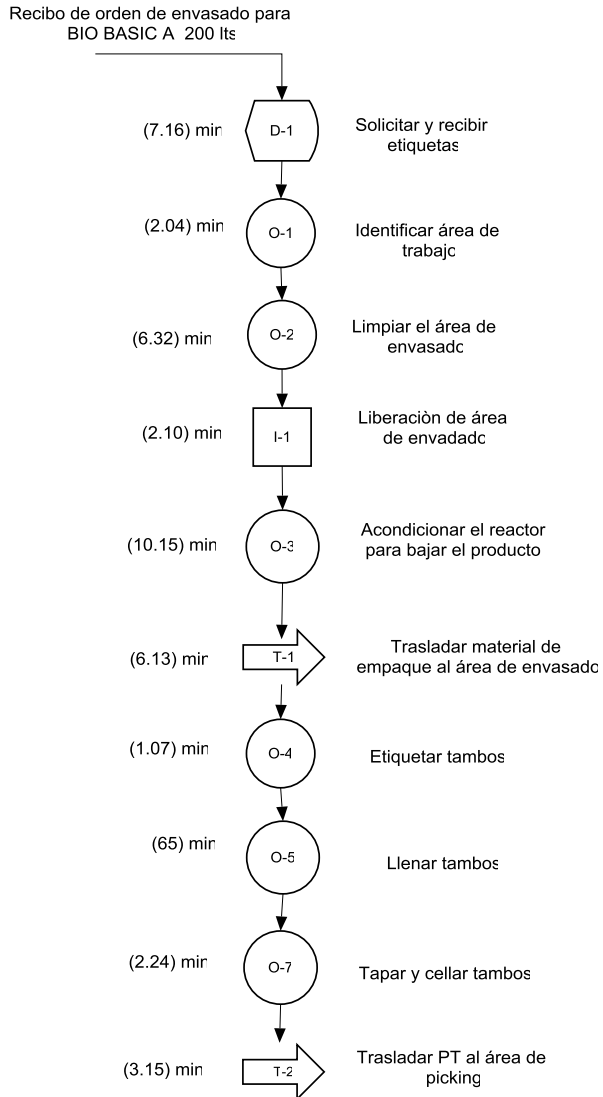 Recibo de orden de envasado para
BIO BASIC A 200 lts
(7.16) min
D-1
Solicitar y recibir
etiquetas
(2.04) min
O-1
Identificar área de
trabajo
(6.32) min
O-2
Limpiar el área de
envasado
(2.10) min
I-1
Liberaciòn de área
de envadado
(10.15) min
O-3
Acondicionar el reactor
para bajar el producto
(6.13) min
T-1
Trasladar material de
empaque al área de envasado
(1.07) min
O-4
Etiquetar tambos
(65) min
O-5
Llenar tambos
(2.24) min
O-7
Tapar y cellar tambos
(3.15) min
T-2
Trasladar PT al área de
picking